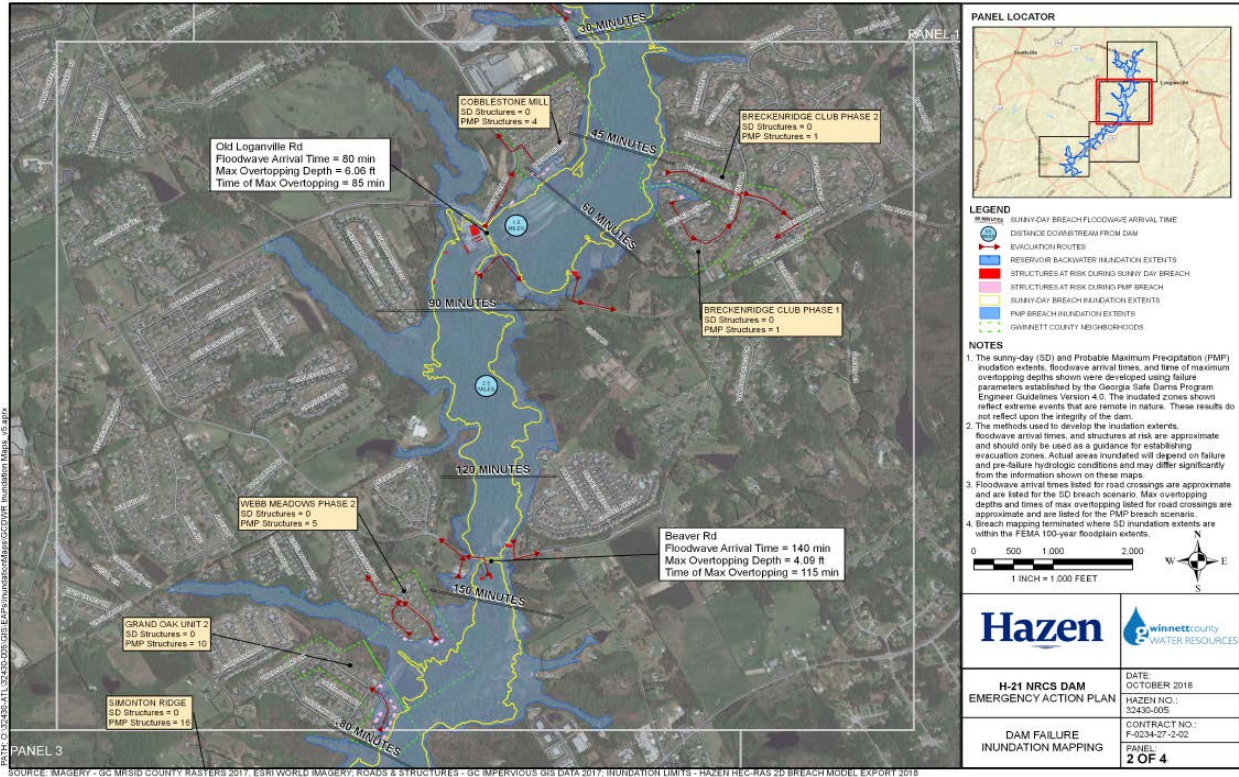 30 MINUTES
PANEL 1
COBBLESTONE MILL
SD Structures = 0
PMP Structures = 4
BRECKENRIDGE CLUB PHASE 2
SD Structures = 0
PMP Structures = 1
45 MINUTES
Old Loganville Rd
Floodwave Arrival Time = 80 min
Max Overtopping Depth = 6.06 ft
Time of Max Overtopping = 85 min
60 MINUTES
MILES
90 MINUTES
BRECKENRIDGE CLUB PHASE 1
SD Structures = 0
PMP Structures = 1
MILES
120 MINUTES
WEBB MEADOWS PHASE 2
SD Structures = 0
PMP Structures = 5
Beaver Rd
Floodwave Arrival Time = 140 min
Max Overtopping Depth = 4.09 ft
Time of Max Overtopping = 115 min
150 MINUTES
GRAND OAK UNIT 2
SD Structures = 0
PMP Structures = 10
SIMONTON RIDGE
SD Structures = 0
PMP Structures = 16
80 MINUTES
PANEL 3
SOURCE: IMAGERY - GC MRSID COUNTY RASTERS 2017, ESRI WORLD IMAGERY; ROADS & STRUCTURES - GC IMPERVIOUS GIS DATA 2017; INUNDATION LIMITS - HAZEN HEC-RAS 2D BREACH MODEL EXPORT 2018
PANEL LOCATOR
Loganville
LEGEND
SUNNY-DAY BREACH FLOODWAVE ARRIVAL TIME
DISTANCE DOWNSTREAM FROM DAM
EVACUATION ROUTES
RESERVOIR BACKWATER INUNDATION EXTENTS
STRUCTURES AT RISK DURING SUNNY DAY BREACH
STRUCTURES AT RISK DURING PMP BREACH
SUNNY-DAY BREACH INUNDATION EXTENTS
PMP BREACH INUNDATION EXTENTS
GWINNETT COUNTY NEIGHBORHOODS
NOTES
1. The sunny-day (SD) and Probable Maximum Precipitation (PMP)
inudation extents, floodwave arrival times, and time of maximum
overtopping depths shown were developed using failure
parameters established by the Georgia Safe Dams Program
Engineer Guidelines Version 4.0. The inudated zones shown
reflect extreme events that are remote in nature. These results do
not reflect upon the integrity of the dam.
2. The methods used to develop the inudation extents,
floodwave arrival times, and structures at risk are approximate
and should only be used as a guidance for establishing
evacuation zones. Actual areas inundated will depend on failure
and pre-failure hydrologic conditions and may differ significantly
from the information shown on these maps.
3. Floodwave arrival times listed for road crossings are approximate
and are listed for the SD breach scenario. Max overtopping
depths and times of max overtopping listed for road crossings are
approximate and are listed for the PMP breach scenario.
4. Breach mapping terminated where SD inundation extents are
within the FEMA 100-year floodplain extents.
0 500 1,000 2,000
1 INCH = 1,000 FEET
N
W E
S
Hazen
gwinnettcounty
WATER RESOURCES
H-21 NRCS DAM
EMERGENCY ACTION PLAN
DATE:
OCTOBER 2018
HAZEN NO.:
32430-005
DAM FAILURE
INUNDATION MAPPING
CONTRACT NO.:
F-0234-27-2-02
PANEL:
2 OF 4